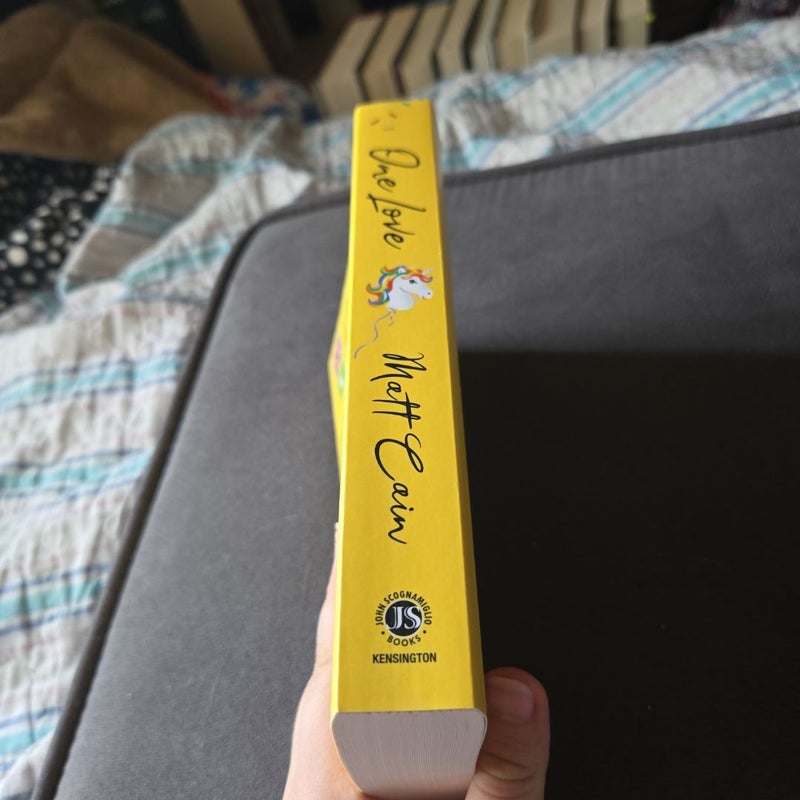 One Love
Matt Cain
JOHN SCOGNAMIGLIO
JS
BOOKS
KENSINGTON